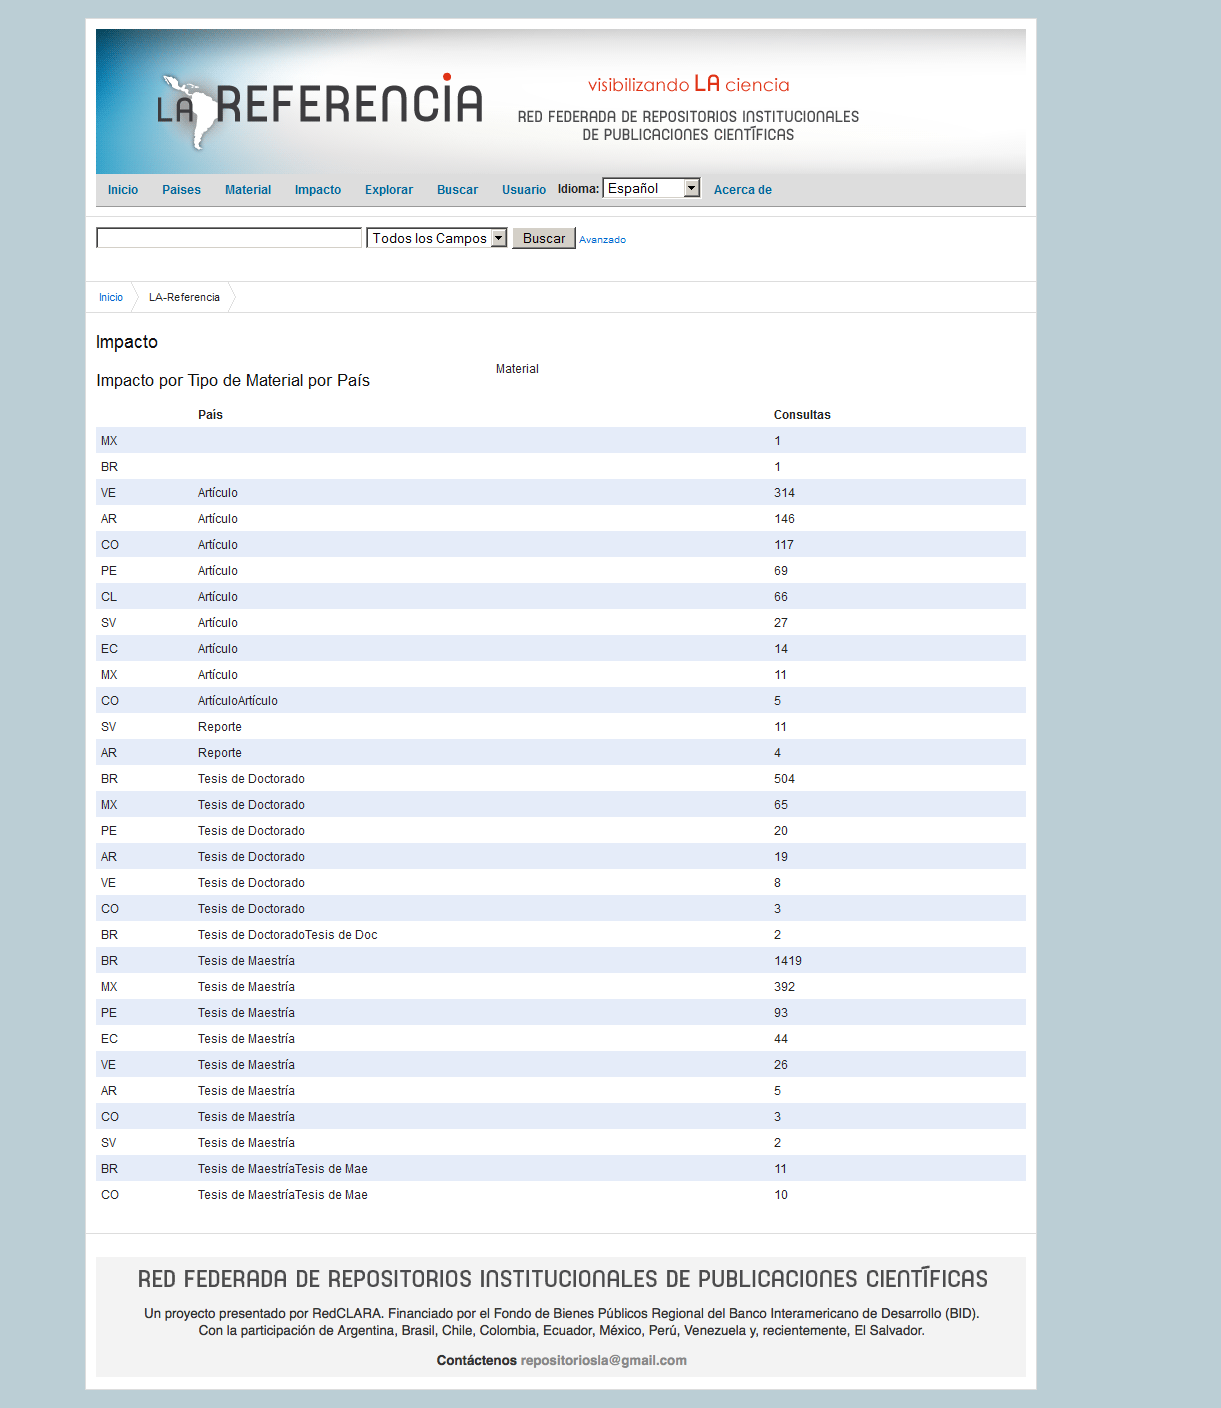 LA REFERENCIA
visibilizando LA ciencia
RED FEDERADA DE REPOSITORIOS INSTITUCIONALES
DE PUBLICACIONES CIENTÍFICAS
Inicio Paises Material Impacto Explorar Buscar Usuario Idioma: Español Acerca de
Todos los Campos Buscar Avanzado
Inicio LA-Referencia
Impacto
Material
Impacto por Tipo de Material por País
País Consultas
MX 1
BR 1
VE Artículo 314
AR Artículo 146
CO Artículo 117
PE Artículo 69
CL Artículo 66
SV Artículo 27
EC Artículo 14
MX Artículo 11
CO ArtículoArtículo 5
SV Reporte 11
AR Reporte 4
BR Tesis de Doctorado 504
MX Tesis de Doctorado 65
PE Tesis de Doctorado 20
AR Tesis de Doctorado 19
VE Tesis de Doctorado 8
CO Tesis de Doctorado 3
BR Tesis de DoctoradoTesis de Doc 2
BR Tesis de Maestría 1419
MX Tesis de Maestría 392
PE Tesis de Maestría 93
EC Tesis de Maestría 44
VE Tesis de Maestría 26
AR Tesis de Maestría 5
CO Tesis de Maestría 3
SV Tesis de Maestría 2
BR Tesis de MaestríaTesis de Mae 11
CO Tesis de MaestríaTesis de Mae 10
RED FEDERADA DE REPOSITORIOS INSTITUCIONALES DE PUBLICACIONES CIENTÍFICAS
Un proyecto presentado por RedCLARA. Financiado por el Fondo de Bienes Públicos Regional del Banco Interamericano de Desarrollo (BID).
Con la participación de Argentina, Brasil, Chile, Colombia, Ecuador, México, Perú, Venezuela y, recientemente, El Salvador.
Contáctenos repositoriosla@gmail.com